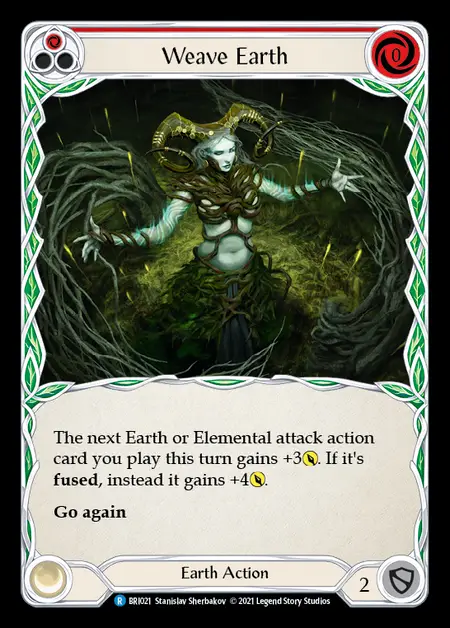 Weave Earth
0
The next Earth or Elemental attack action
card you play this turn gains +3. If it's
fused, instead it gains +4.
Go again
Earth Action
2
R BRI021 Stanislav Sherbakov © 2021 Legend Story Studios